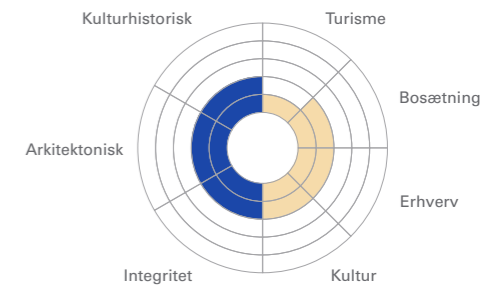 Kulturhistorisk
Turisme
Bosætning
Arkitektonisk
Erhverv
Integritet
Kultur